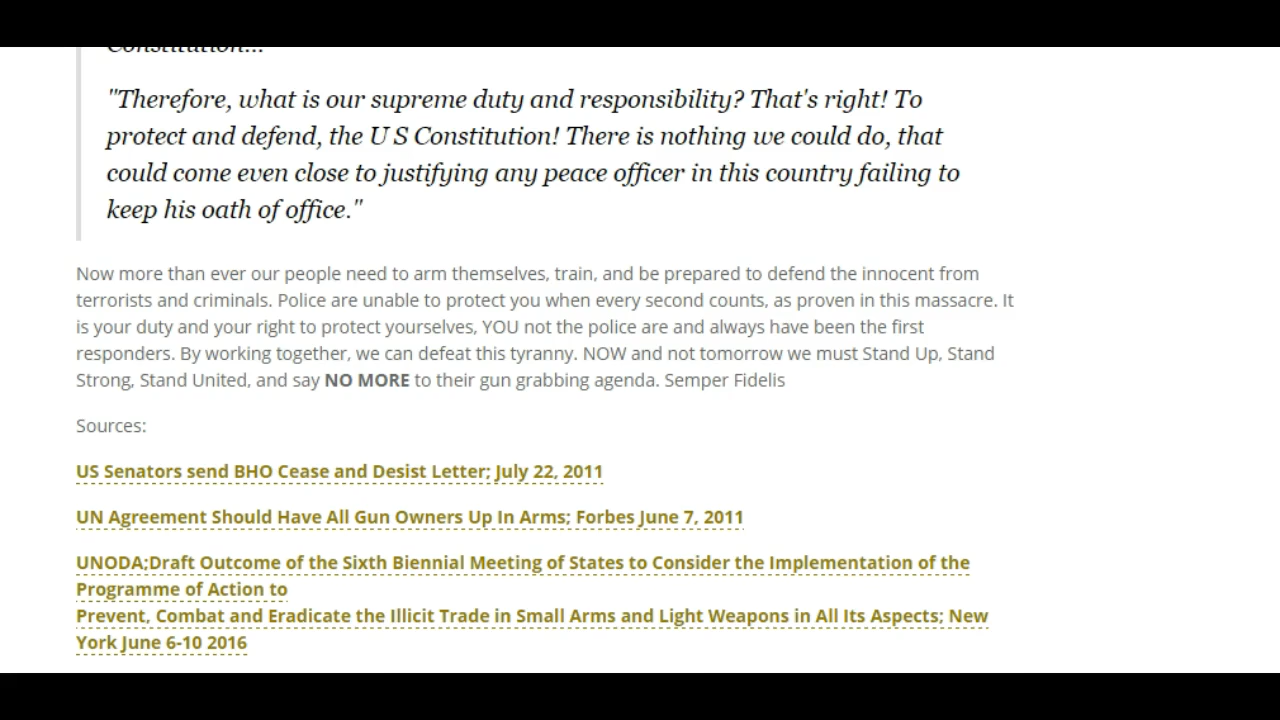 Constitution...
"Therefore, what is our supreme duty and responsibility? That's right! To
protect and defend, the U S Constitution! There is nothing we could do, that
could come even close to justifying any peace officer in this country failing to
keep his oath of office."
Now more than ever our people need to arm themselves, train, and be prepared to defend the innocent from
terrorists and criminals. Police are unable to protect you when every second counts, as proven in this massacre. It
is your duty and your right to protect yourselves, YOU not the police are and always have been the first
responders. By working together, we can defeat this tyranny. NOW and not tomorrow we must Stand Up, Stand
Strong, Stand United, and say NO MORE to their gun grabbing agenda. Semper Fidelis
Sources:
US Senators send BHO Cease and Desist Letter; July 22, 2011
UN Agreement Should Have All Gun Owners Up In Arms; Forbes June 7, 2011
UNODA;Draft Outcome of the Sixth Biennial Meeting of States to Consider the Implementation of the
Programme of Action to
Prevent, Combat and Eradicate the Illicit Trade in Small Arms and Light Weapons in All Its Aspects; New
York June 6-10 2016